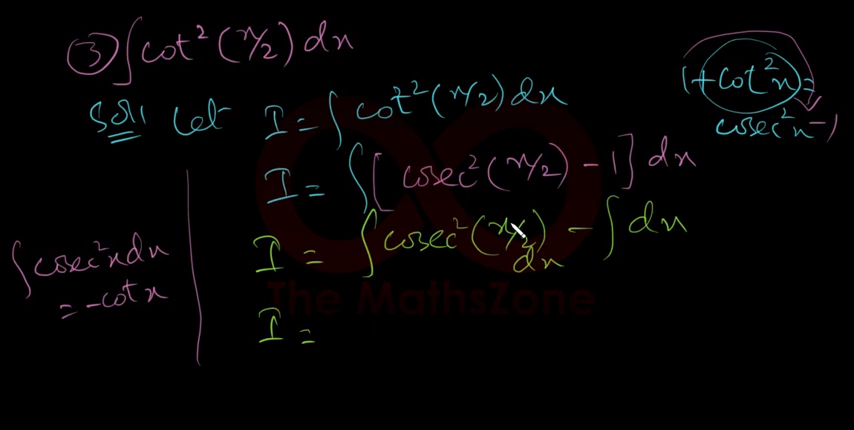 ③ ∫cot²(x/2) dx
Sol: Let I = ∫cot²(x/2) dx
1+cot²x =
cosec²x - 1
I = ∫[cosec²(x/2) - 1] dx
I = ∫cosec²(x/2) dx - ∫dx
∫cosec²x dx
= -cot x
I =
The MathsZone